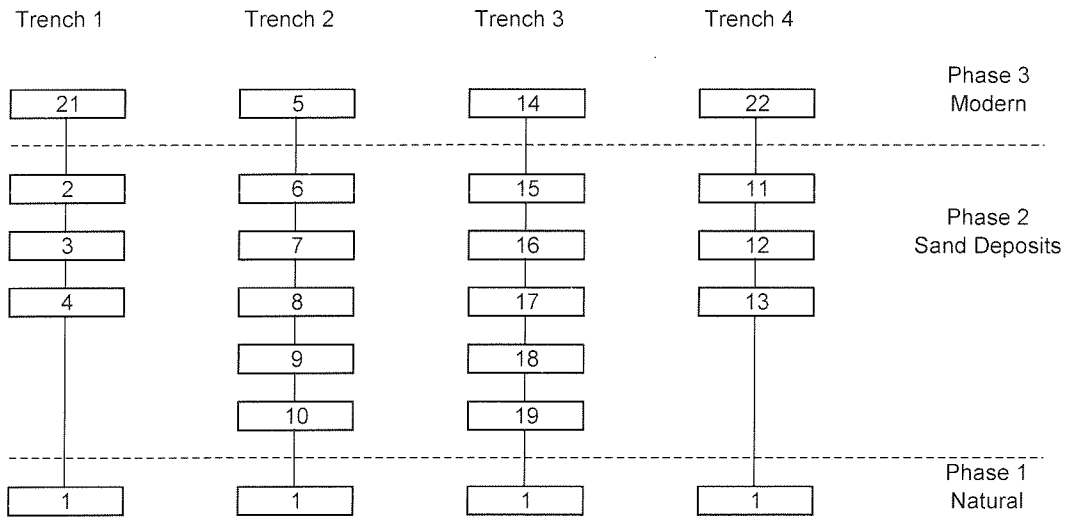 Trench 1 Trench 2 Trench 3 Trench 4
Phase 3
Modern
21 5 14 22
2 6 15 11
Phase 2
Sand Deposits
3 7 16 12
4 8 17 13
9 18
10 19
Phase 1
Natural
1 1 1 1